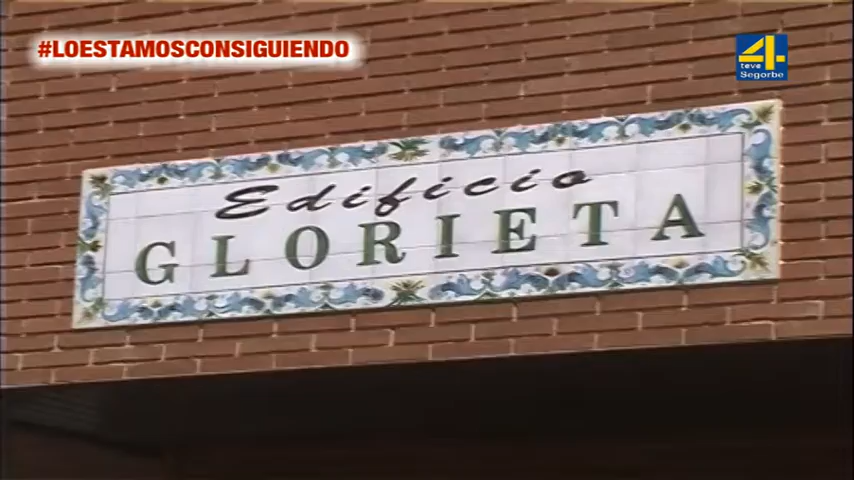 #LOESTAMOSCONSIGUIENDO
4
teve
Segorbe
Edificio
GLORIETA